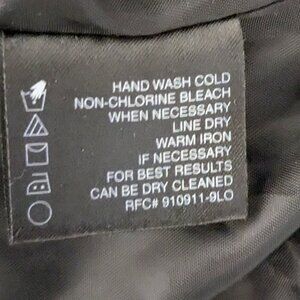 HAND WASH COLD
NON-CHLORINE BLEACH
WHEN NECESSARY
LINE DRY
WARM IRON
IF NECESSARY
FOR BEST RESULTS
CAN BE DRY CLEANED
RFC# 910911-9LO